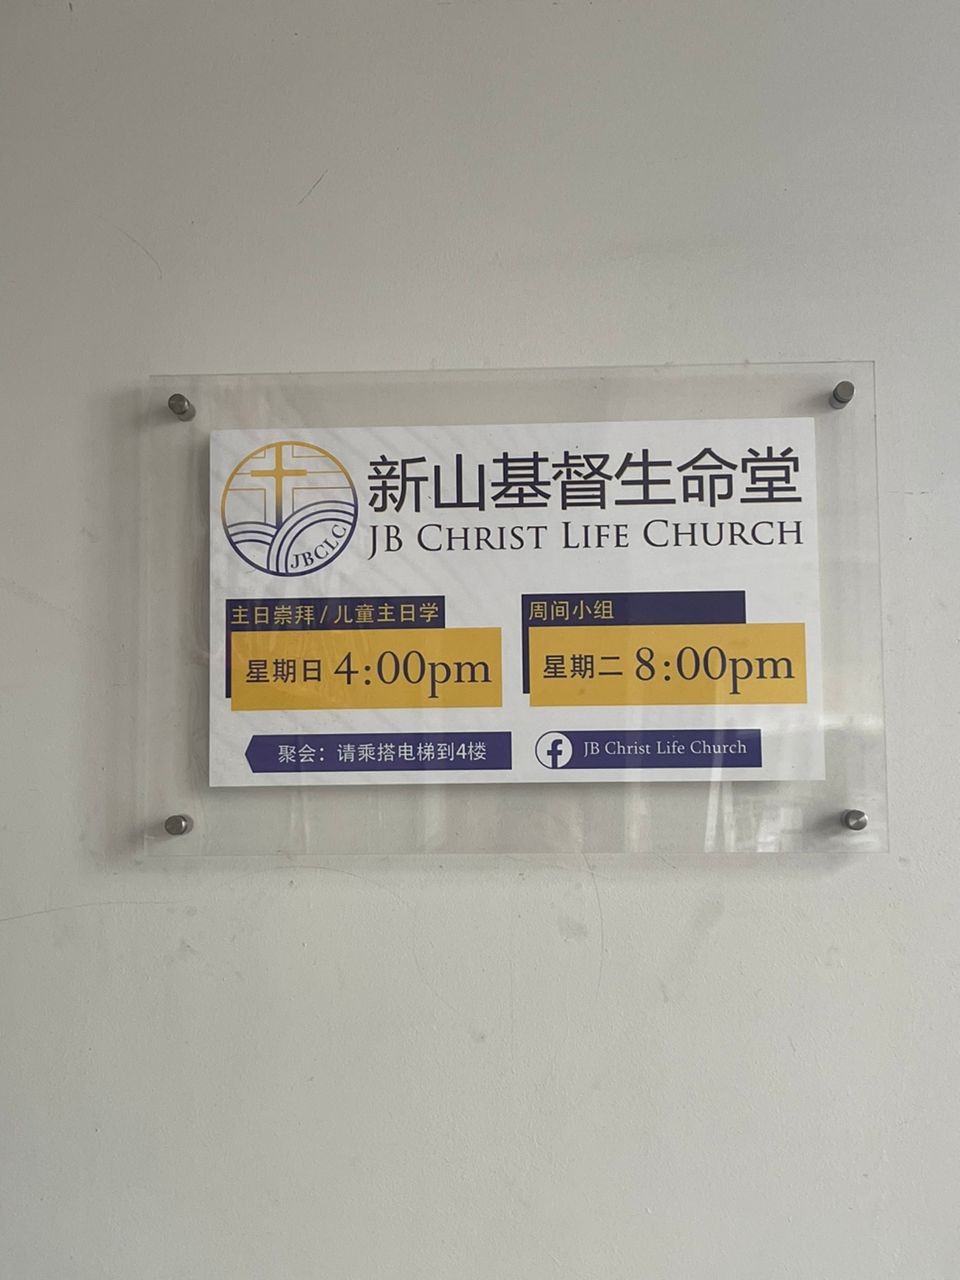 新山基督生命堂
JB CHRIST LIFE CHURCH
JBCLC
主日崇拜 / 儿童主日学
星期日 4:00pm
周间小组
星期二 8:00pm
聚会：请乘搭电梯到4楼
f JB Christ Life Church